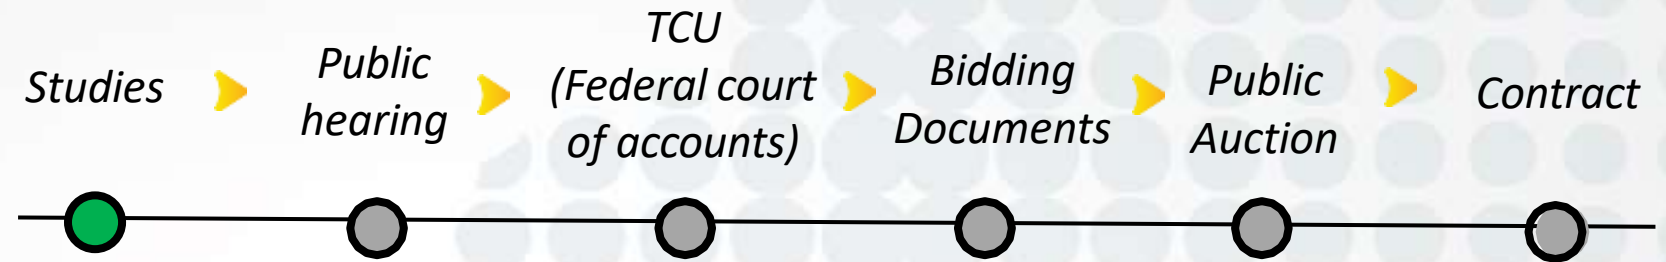 Studies
Public
hearing
TCU
(Federal court
of accounts)
Bidding
Documents
Public
Auction
Contract